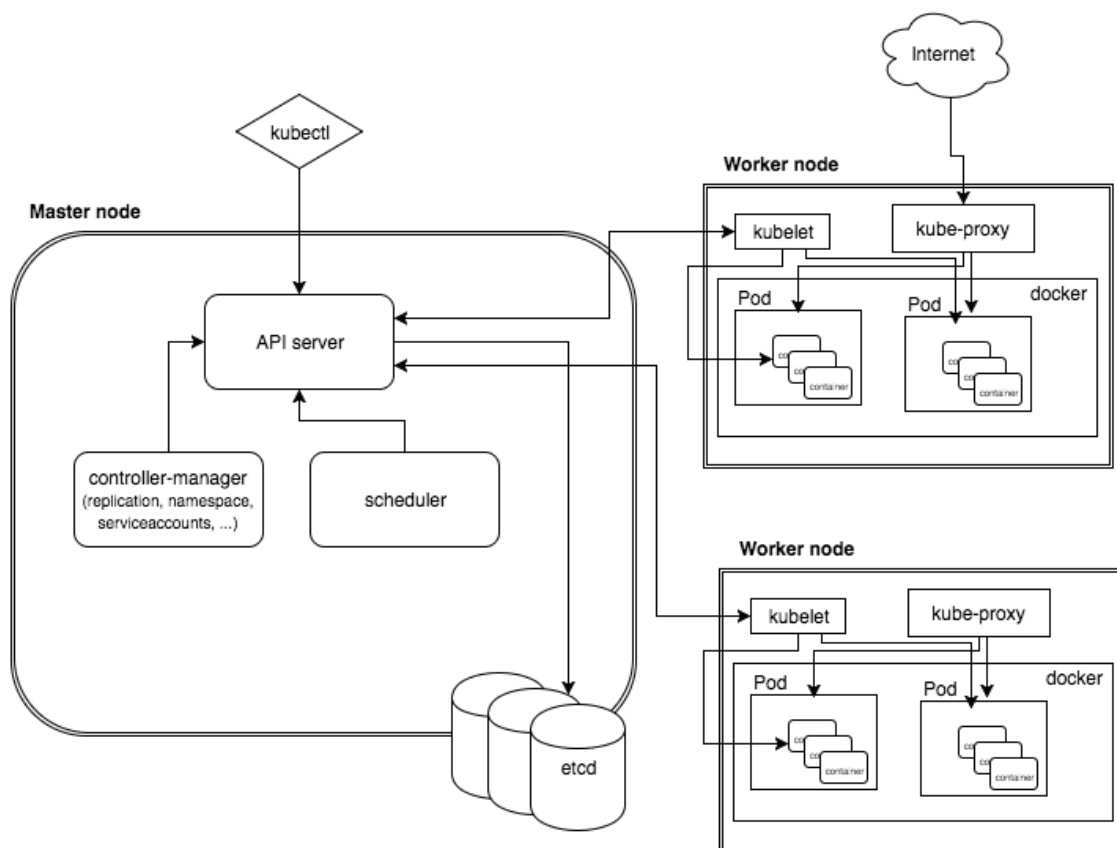 Internet
kubectl
Worker node
Master node
kubelet
kube-proxy
Pod
docker
Pod
API server
container
container
controller-manager
(replication, namespace,
serviceaccounts, ...)
scheduler
Worker node
kubelet
kube-proxy
Pod
docker
Pod
container
container
etcd